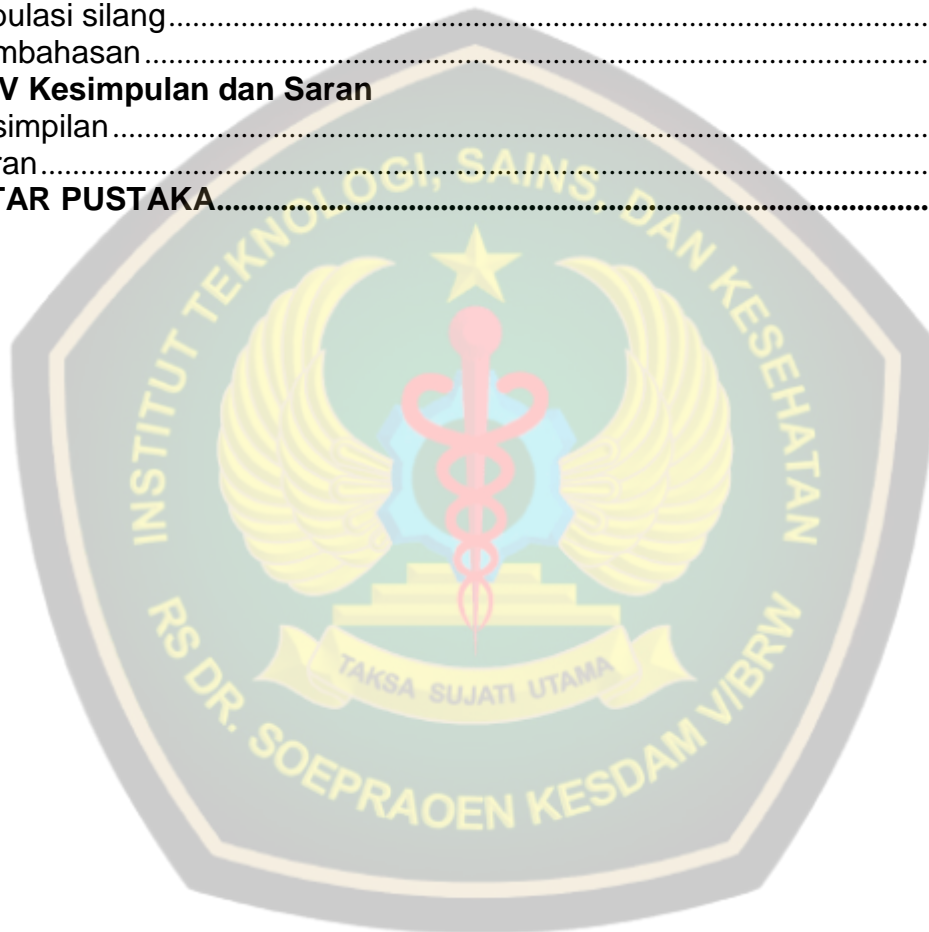 bulasi silang................................................................................................
mbahasan..................................................................................................
V Kesimpulan dan Saran
simpilan......................................................................................................
ran...............................................................................................................
TAR PUSTAKA...........................................................................................
INSTITUT TEKNOLOGI, SAINS, DAN KESEHATAN
TAKSA SUJATI UTAMA
RS DR. SOEPRAOEN KESDAM V/BRW